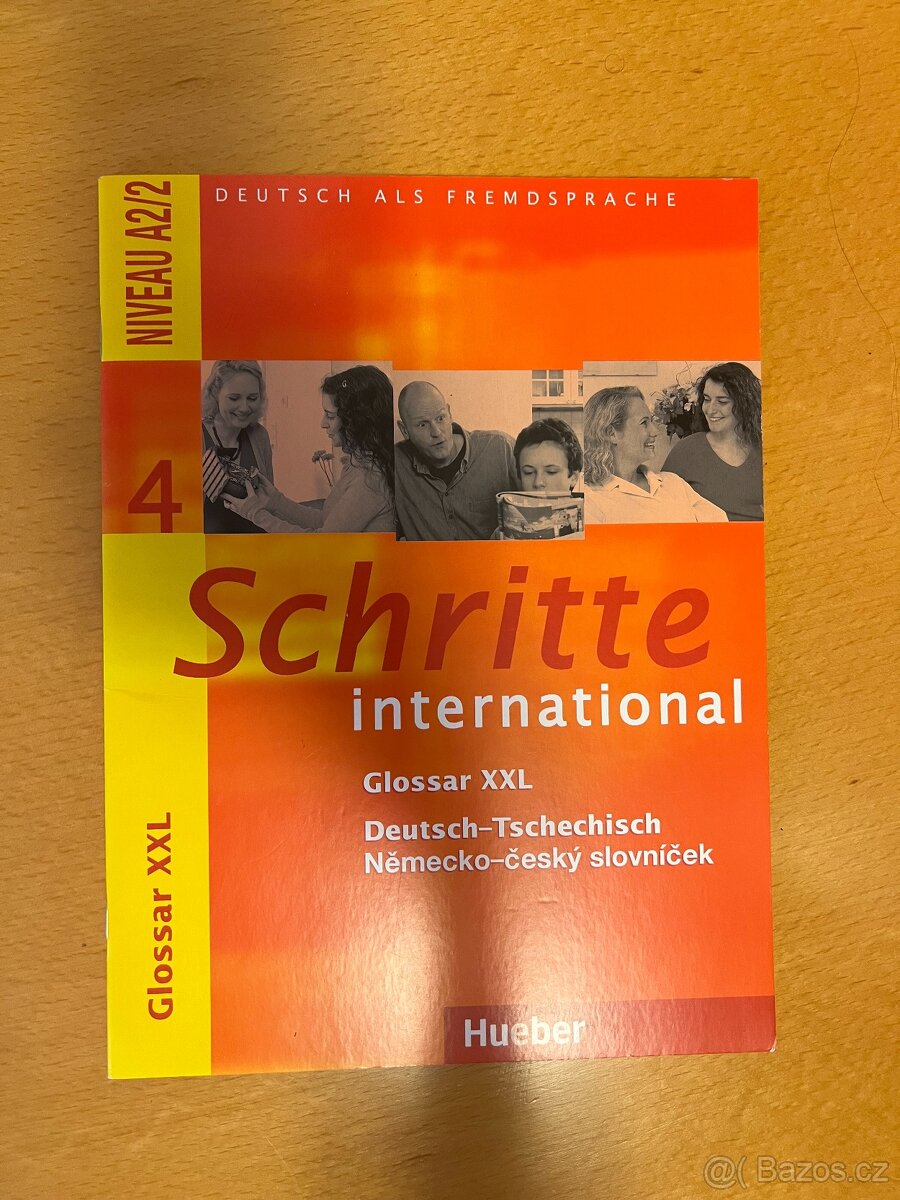 DEUTSCH ALS FREMDSPRACHE
NIVEAU A2/2
4
Schritte
international
Glossar XXL
Deutsch–Tschechisch
Německo–český slovníček
Glossar XXL
Hueber
@( Bazos.cz